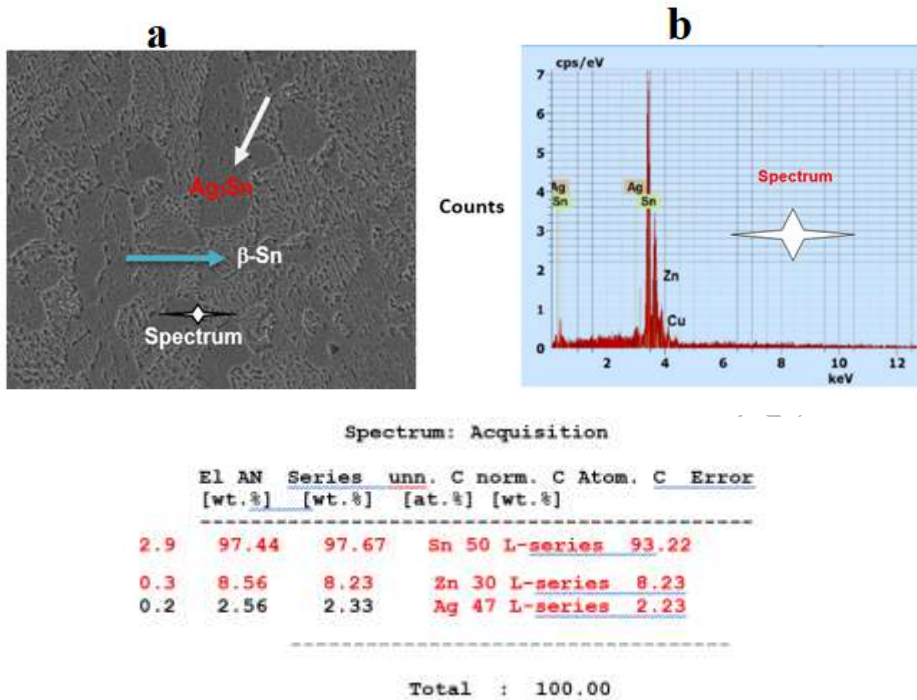 a
b
Ag3Sn
β-Sn
Spectrum
cps/eV
7
6
5
4
3
2
1
0
Counts
Ag
Sn
Ag
Sn
Zn
Cu
Spectrum
2 4 6 8 10 12
keV
Spectrum: Acquisition
El AN Series unn. C norm. C Atom. C Error
[wt.%] [wt.%] [at.%] [wt.%]
2.9 97.44 97.67 Sn 50 L-series 93.22
0.3 8.56 8.23 Zn 30 L-series 8.23
0.2 2.56 2.33 Ag 47 L-series 2.23
Total : 100.00